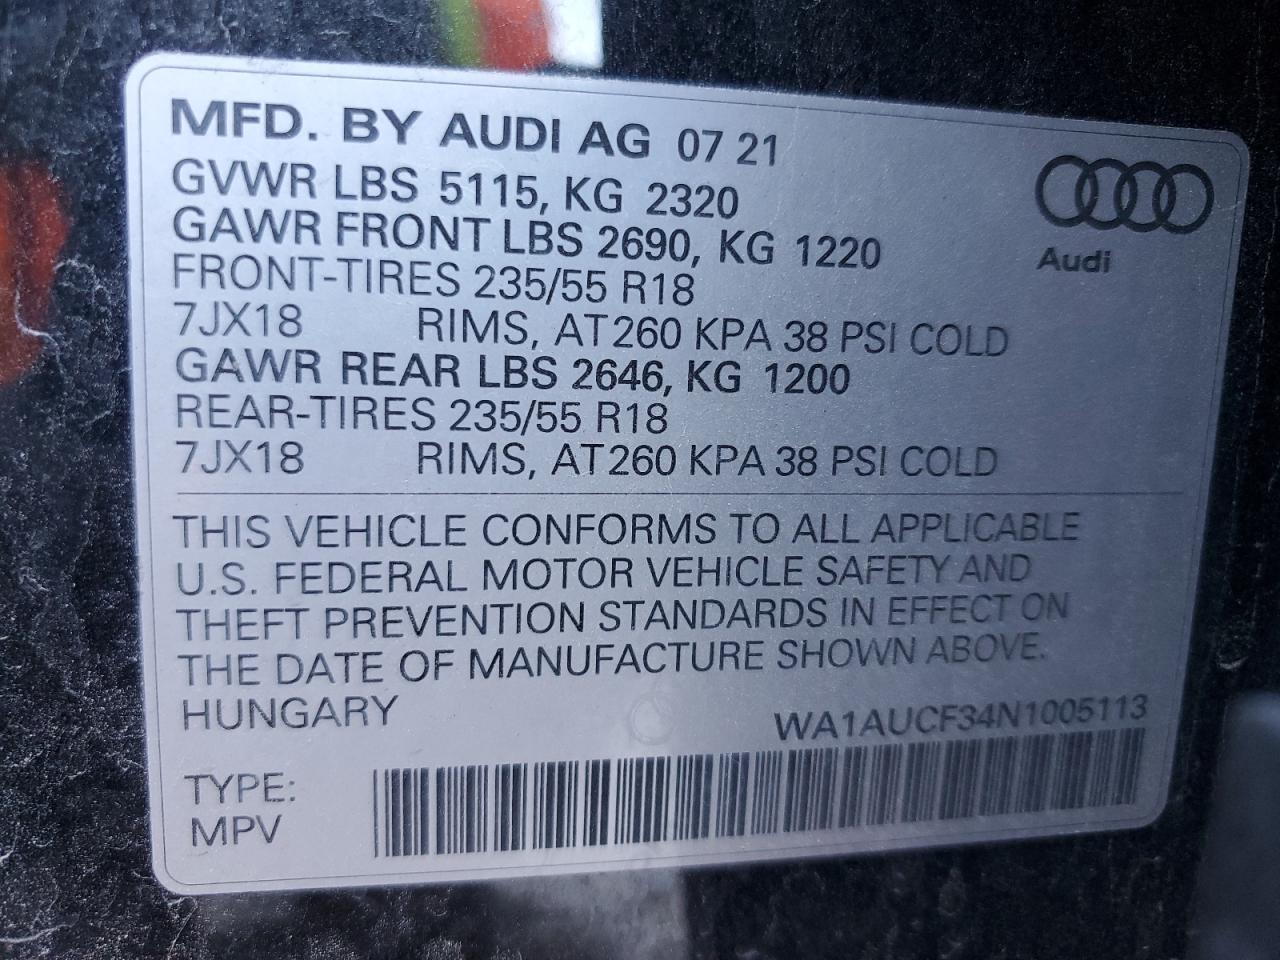 MFD. BY AUDI AG 07 21
GVWR LBS 5115, KG 2320
GAWR FRONT LBS 2690, KG 1220
FRONT-TIRES 235/55 R18
7JX18 RIMS, AT 260 KPA 38 PSI COLD
GAWR REAR LBS 2646, KG 1200
REAR-TIRES 235/55 R18
7JX18 RIMS, AT 260 KPA 38 PSI COLD
Audi
THIS VEHICLE CONFORMS TO ALL APPLICABLE
U.S. FEDERAL MOTOR VEHICLE SAFETY AND
THEFT PREVENTION STANDARDS IN EFFECT ON
THE DATE OF MANUFACTURE SHOWN ABOVE.
HUNGARY WA1AUCF34N1005113
TYPE:
MPV